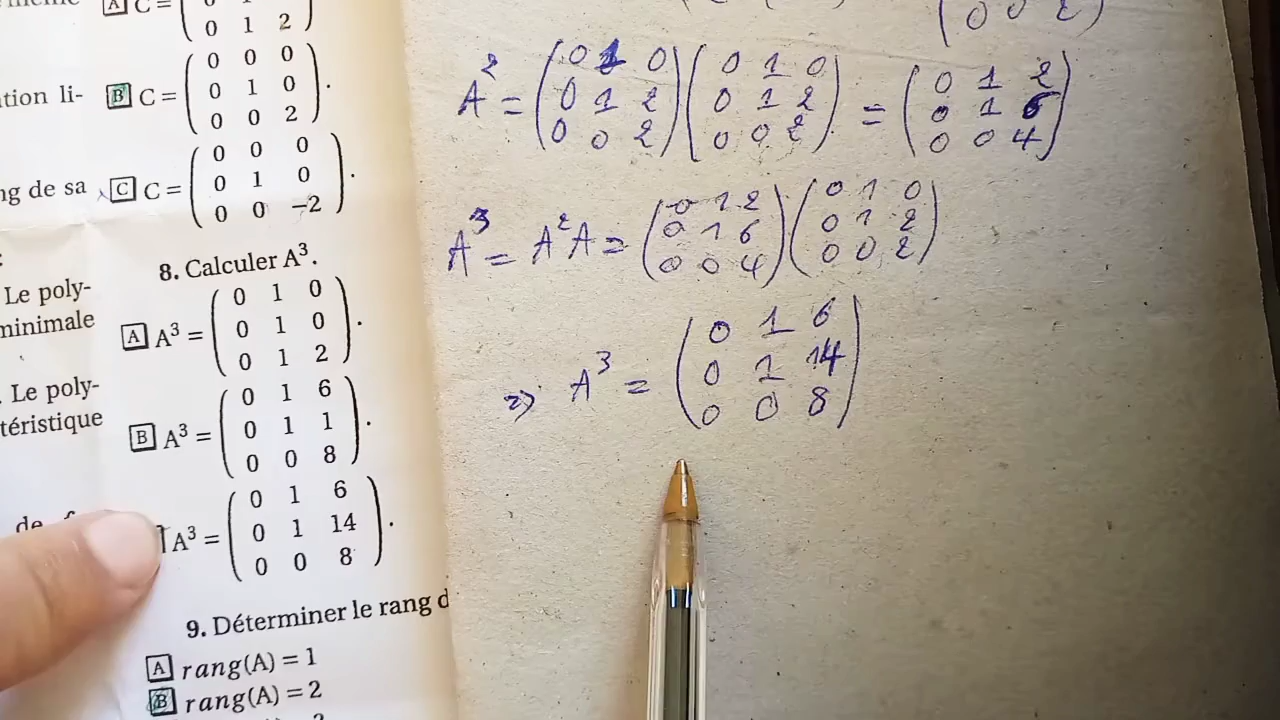 A C =
0 1 2
0 0 0
tion li- B C = 0 1 0 .
0 0 2
0 0 0
ng de sa C C = 0 1 0 .
0 0 −2
8. Calculer A³.
Le poly-
minimale
0 1 0
A A³ = 0 1 0 .
0 1 2
Le poly-
téristique
0 1 6
B A³ = 0 1 1 .
0 0 8
de
0 1 6
A³ = 0 1 14 .
0 0 8
9. Déterminer le rang d
A rang(A) = 1
B rang(A) = 2
0 0 2
A² = (0 1 0 (0 1 0 = (0 1 2
0 1 2 0 1 2 0 1 6
0 0 2) 0 0 2) 0 0 4)
A³ = A²A = (0 1 2 (0 1 0
0 1 6 0 1 2
0 0 4) 0 0 2)
=> A³ = (0 1 6
0 1 14
0 0 8)